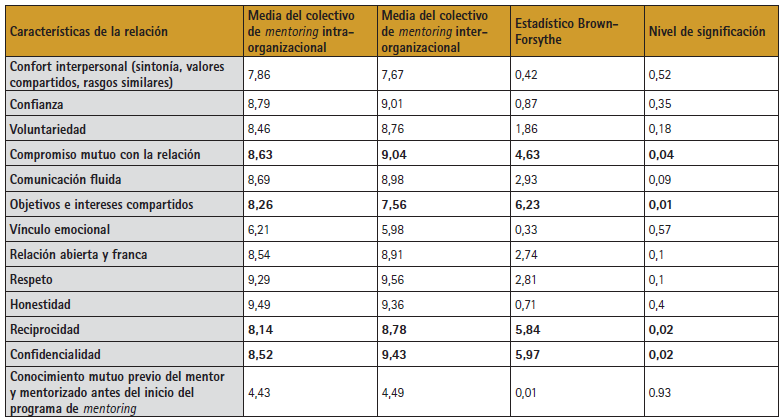 Características de la relación
Media del colectivo
de mentoring intra-
organizacional
Media del colectivo
de mentoring inter-
organizacional
Estadístico Brown-
Forsythe
Nivel de significación
Confort interpersonal (sintonía, valores
compartidos, rasgos similares)
7,86
7,67
0,42
0,52
Confianza
8,79
9,01
0,87
0,35
Voluntariedad
8,46
8,76
1,86
0,18
Compromiso mutuo con la relación
8,63
9,04
4,63
0,04
Comunicación fluida
8,69
8,98
2,93
0,09
Objetivos e intereses compartidos
8,26
7,56
6,23
0,01
Vínculo emocional
6,21
5,98
0,33
0,57
Relación abierta y franca
8,54
8,91
2,74
0,1
Respeto
9,29
9,56
2,81
0,1
Honestidad
9,49
9,36
0,71
0,4
Reciprocidad
8,14
8,78
5,84
0,02
Confidencialidad
8,52
9,43
5,97
0,02
Conocimiento mutuo previo del mentor
y mentorizado antes del inicio del
programa de mentoring
4,43
4,49
0,01
0.93